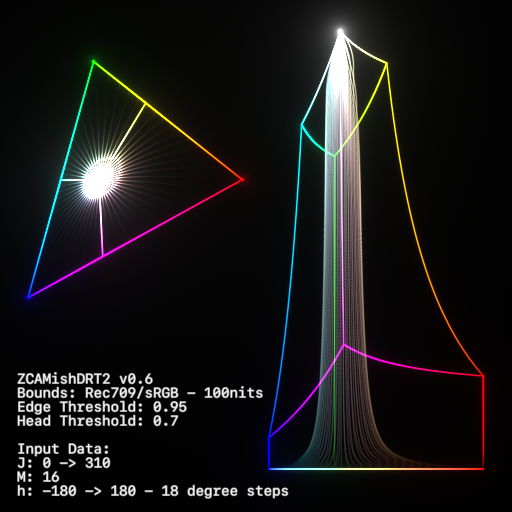 ZCAMishDRT2 v0.6
Bounds: Rec709/sRGB - 100nits
Edge Threshold: 0.95
Head Threshold: 0.7
Input Data:
J: 0 -> 310
M: 16
h: -180 -> 180 - 18 degree steps